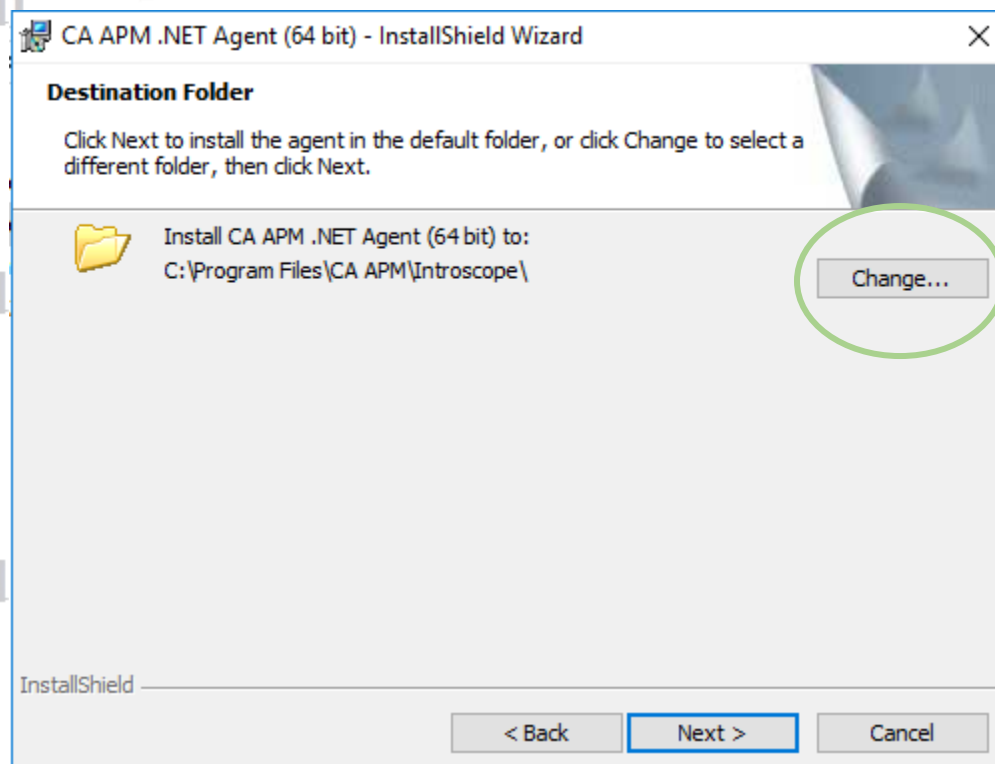 CA APM .NET Agent (64 bit) - InstallShield Wizard
Destination Folder
Click Next to install the agent in the default folder, or click Change to select a
different folder, then click Next.
Install CA APM .NET Agent (64 bit) to:
C:\Program Files\CA APM\Introscope\
Change...
InstallShield
< Back
Next >
Cancel